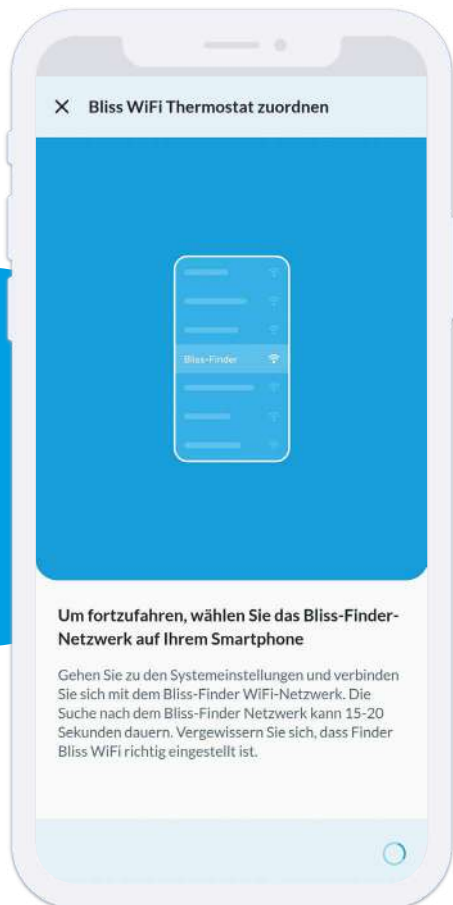 Bliss WiFi Thermostat zuordnen
Bliss-Finder
Um fortzufahren, wählen Sie das Bliss-Finder-
Netzwerk auf Ihrem Smartphone
Gehen Sie zu den Systemeinstellungen und verbinden
Sie sich mit dem Bliss-Finder WiFi-Netzwerk. Die
Suche nach dem Bliss-Finder Netzwerk kann 15-20
Sekunden dauern. Vergewissern Sie sich, dass Finder
Bliss WiFi richtig eingestellt ist.